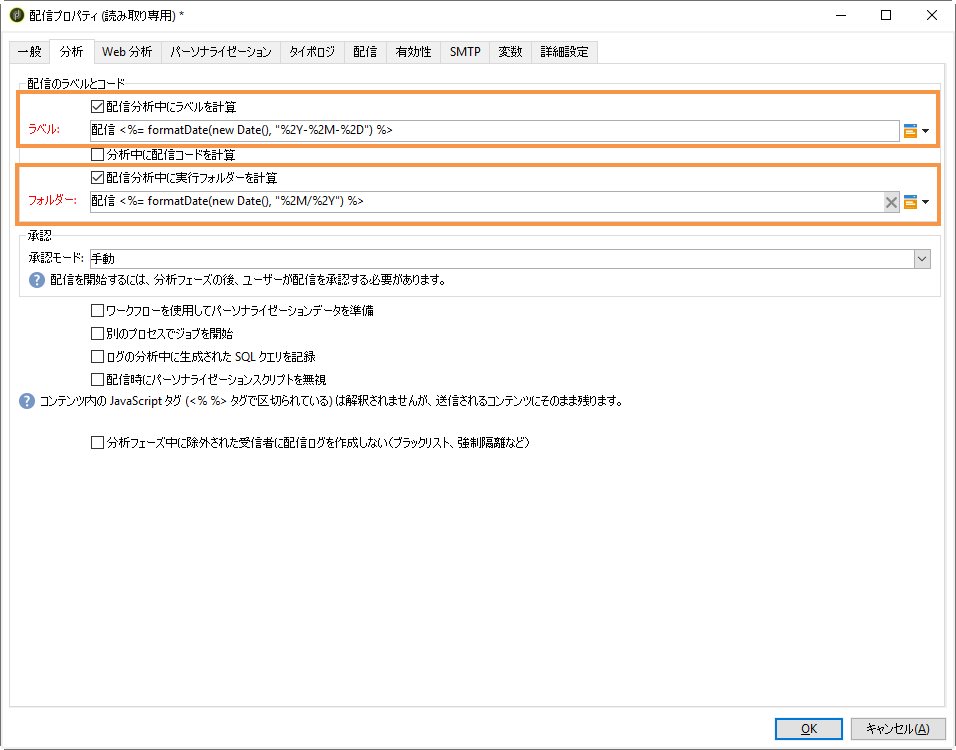 配信プロパティ (読み取り専用) *
一般 分析 Web 分析 パーソナライゼーション タイポロジ 配信 有効性 SMTP 変数 詳細設定
配信のラベルとコード
配信分析中にラベルを計算
ラベル: 配信 <%= formatDate(new Date(), "%2Y-%2M-%2D") %>
分析中に配信コードを計算
配信分析中に実行フォルダーを計算
フォルダー: 配信 <%= formatDate(new Date(), "%2M/%2Y") %>
承認
承認モード: 手動
配信を開始するには、分析フェーズの後、ユーザーが配信を承認する必要があります。
ワークフローを使用してパーソナライゼーションデータを準備
別のプロセスでジョブを開始
ログの分析中に生成された SQL クエリを記録
配信時にパーソナライゼーションスクリプトを無視
コンテンツ内の JavaScript タグ (<% %> タグで区切られている) は解釈されませんが、送信されるコンテンツにそのまま残ります。
分析フェーズ中に除外された受信者に配信ログを作成しない（ブラックリスト、強制隔離など）
OK キャンセル(A)